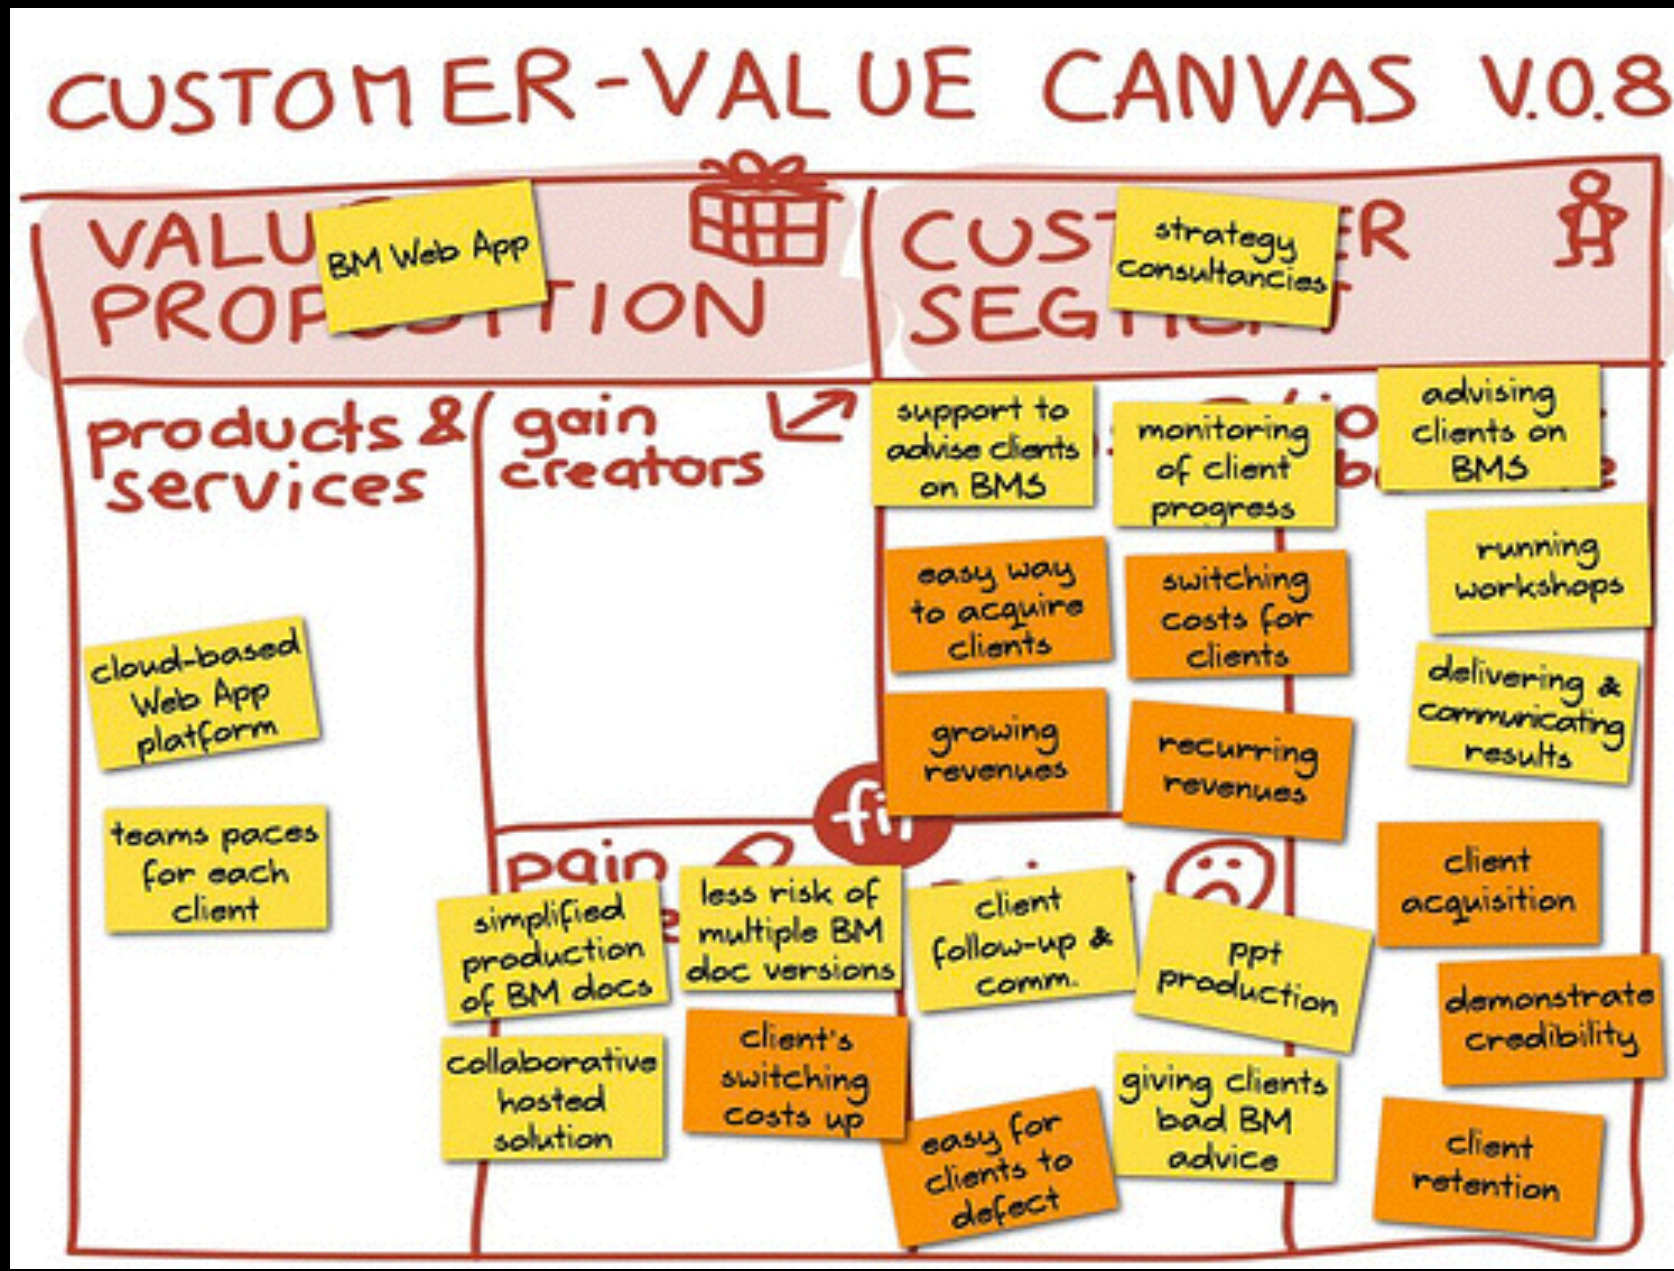 CUSTOMER-VALUE CANVAS V.0.8
BM Web App
VALU
PROP ITION
strategy
consultancies
CUS ER
SEGM T
products &
services
cloud-based
Web App
platform
teams paces
for each
client
gain
creators
support to
advise clients
on BMS
monitoring
of client
progress
easy way
to acquire
clients
switching
costs for
clients
growing
revenues
recurring
revenues
advising
clients on
BMS
running
workshops
delivering &
communicating
results
client
acquisition
demonstrate
credibility
client
retention
fit
pain
simplified
production
of BM docs
less risk of
multiple BM
doc versions
collaborative
hosted
solution
client's
switching
costs up
client
follow-up &
comm.
ppt
production
easy for
clients to
defect
giving clients
bad BM
advice